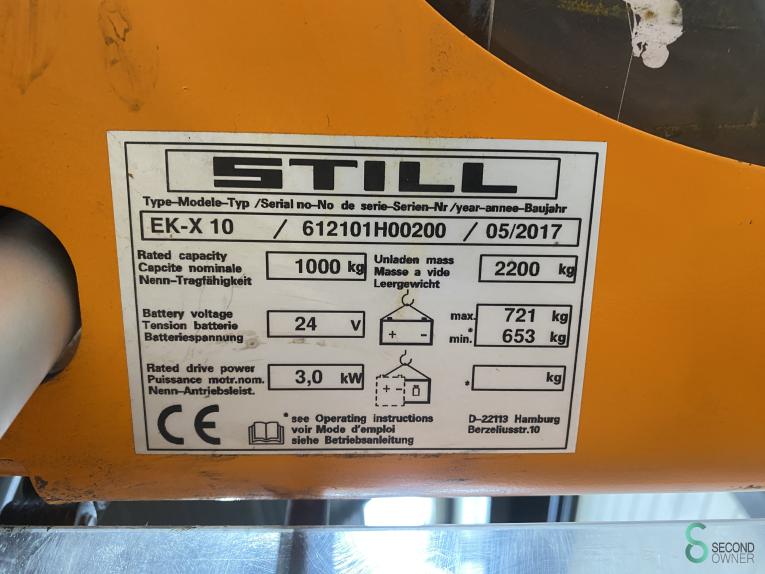 STILL
Type-Modele-Typ /Serial no-No de serie-Serien-Nr /year-annee-Baujahr
EK-X 10 / 612101H00200 / 05/2017
Rated capacity
Capcite nominale
Nenn-Tragfähigkeit
1000 kg
Unladen mass
Masse a vide
Leergewicht
2200 kg
Battery voltage
Tension batterie
Batteriespannung
24 V
+ -
max. 721 kg
min.* 653 kg
Rated drive power
Puissance motr.nom.
Nenn-Antriebsleist.
3,0 kW
+ -
* kg
CE
* see Operating instructions
voir Mode d'emploi
siehe Betriebsanleitung
D-22113 Hamburg
Berzeliusstr.10
SECOND
OWNER